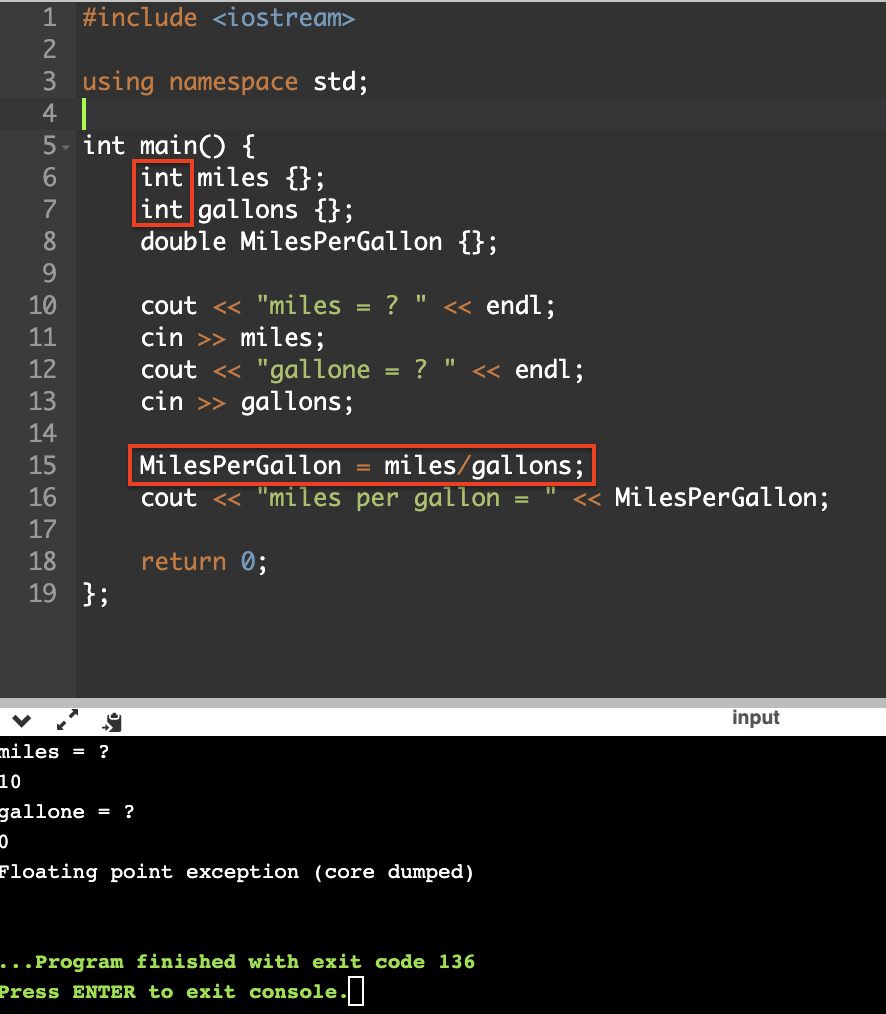 1 #include <iostream>
2
3 using namespace std;
4
5 int main() {
6 int miles {};
7 int gallons {};
8 double MilesPerGallon {};
9
10 cout << "miles = ? " << endl;
11 cin >> miles;
12 cout << "gallone = ? " << endl;
13 cin >> gallons;
14
15 MilesPerGallon = miles/gallons;
16 cout << "miles per gallon = " << MilesPerGallon;
17
18 return 0;
19 };
input
miles = ?
10
gallone = ?
0
Floating point exception (core dumped)
...Program finished with exit code 136
Press ENTER to exit console.